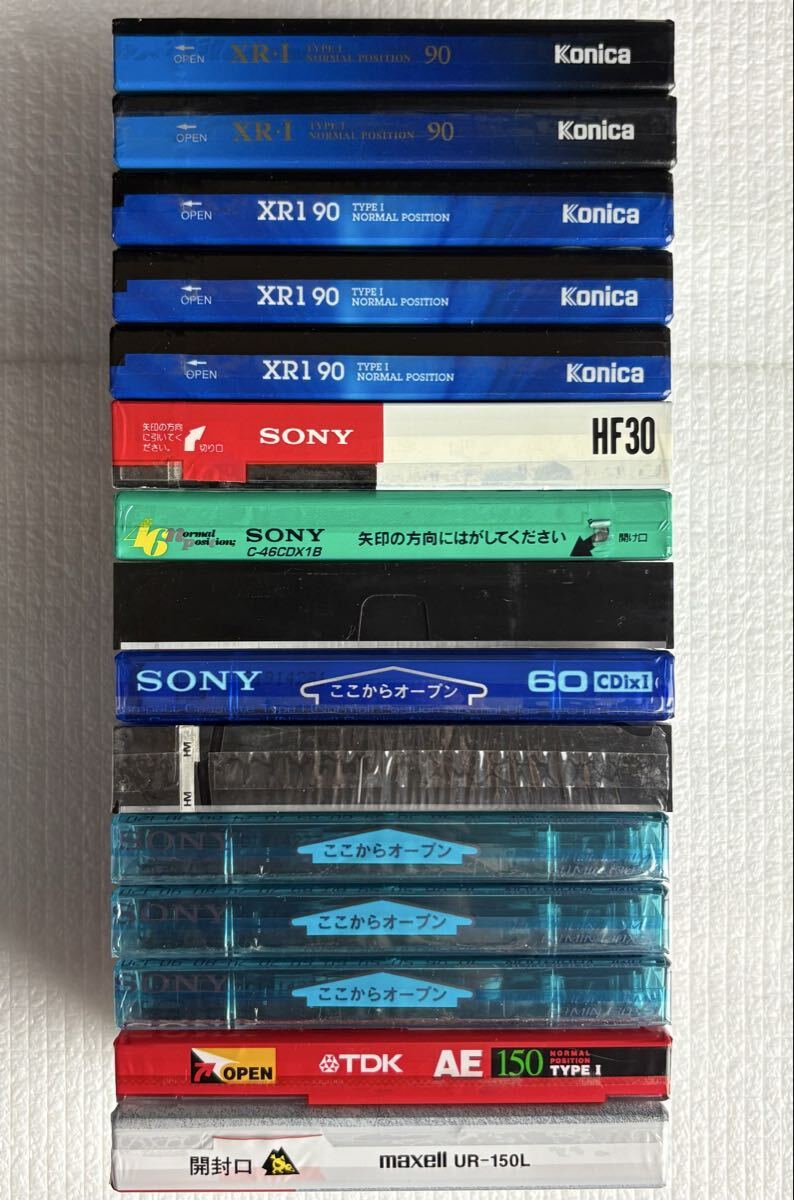 OPEN XR·I TYPE I NORMAL POSITION 90 Konica
OPEN XR·I TYPE I NORMAL POSITION 90 Konica
OPEN XR1 90 TYPE I NORMAL POSITION Konica
OPEN XR1 90 TYPE I NORMAL POSITION Konica
OPEN XR1 90 TYPE I NORMAL POSITION Konica
矢印の方向
に引いてく
ださい。
切り口
SONY
HF30
46 Normal position;
SONY
C-46CDX1B
矢印の方向にはがしてください
開け口
SONY ここからオープン 60 CDixI
HM
HM
SONY ここからオープン
SONY ここからオープン
SONY ここからオープン
OPEN TDK AE 150 NORMAL POSITION TYPE I
開封口 maxell UR-150L